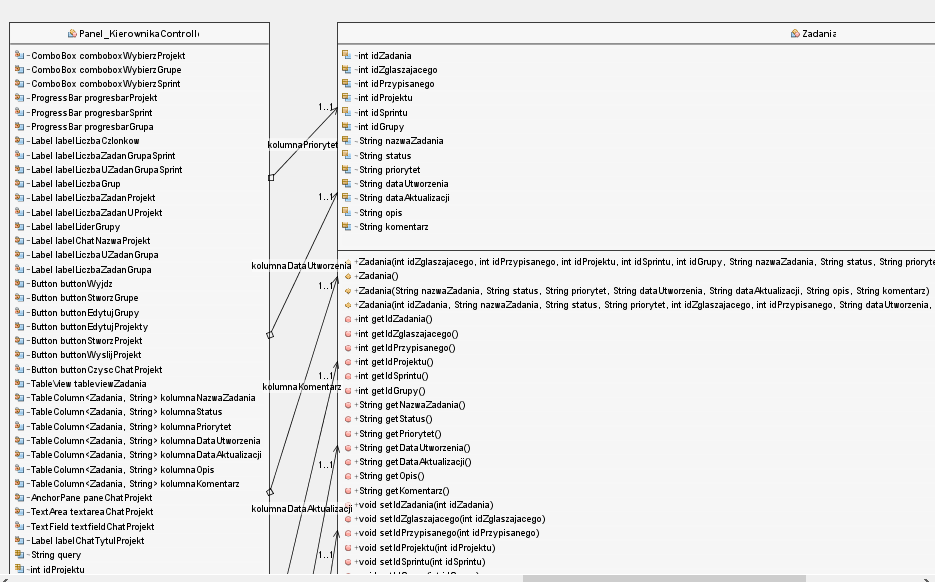 Panel_KierownikaControlle
-ComboBox comboboxWybierzProjekt
-ComboBox comboboxWybierzGrupe
-ComboBox comboboxWybierzSprint
-ProgressBar progresbarProjekt
-ProgressBar progresbarSprint
-ProgressBar progresbarGrupa
-Label labelLiczbaCzlonkow
-Label labelLiczbaZadanGrupaSprint
-Label labelLiczbaUZadanGrupaSprint
-Label labelLiczbaGrup
-Label labelLiczbaZadanProjekt
-Label labelLiczbaZadanUProjekt
-Label labelLiderGrupy
-Label labelChatNazwaProjekt
-Label labelLiczbaUZadanGrupa
-Label labelLiczbaZadanGrupa
-Button buttonWyjdz
-Button buttonStworzGrupe
-Button buttonEdytujGrupy
-Button buttonEdytujProjekty
-Button buttonStworzProjekt
-Button buttonWyslijProjekt
-Button buttonCzyscChatProjekt
-TableView tableviewZadania
-TableColumn<Zadania, String> kolumnaNazwaZadania
-TableColumn<Zadania, String> kolumnaStatus
-TableColumn<Zadania, String> kolumnaPriorytet
-TableColumn<Zadania, String> kolumnaDataUtworzenia
-TableColumn<Zadania, String> kolumnaDataAktualizacji
-TableColumn<Zadania, String> kolumnaOpis
-TableColumn<Zadania, String> kolumnaKomentarz
-AnchorPane paneChatProjekt
-TextArea textareaChatProjekt
-TextField textfieldChatProjekt
-Label labelChatTytulProjekt
-String query
-int idProjektu
1..1
kolumnaPriorytet
1..1
kolumnaDataUtworzenia
1..1
1..1
kolumnaKomentarz
1..1
kolumnaDataAktualizacji
1..1
Zadania
-int idZadania
-int idZglaszajacego
-int idPrzypisanego
-int idProjektu
-int idSprintu
-int idGrupy
-String nazwaZadania
-String status
-String priorytet
-String dataUtworzenia
-String dataAktualizacji
-String opis
-String komentarz
+Zadania(int idZglaszajacego, int idPrzypisanego, int idProjektu, int idSprintu, int idGrupy, String nazwaZadania, String status, String prioryte
+Zadania()
+Zadania(String nazwaZadania, String status, String priorytet, String dataUtworzenia, String dataAktualizacji, String opis, String komentarz)
+Zadania(int idZadania, String nazwaZadania, String status, String priorytet, int idZglaszajacego, int idPrzypisanego, String dataUtworzenia,
+int getIdZadania()
+int getIdZglaszajacego()
+int getIdPrzypisanego()
+int getIdProjektu()
+int getIdSprintu()
+int getIdGrupy()
+String getNazwaZadania()
+String getStatus()
+String getPriorytet()
+String getDataUtworzenia()
+String getDataAktualizacji()
+String getOpis()
+String getKomentarz()
+void setIdZadania(int idZadania)
+void setIdZglaszajacego(int idZglaszajacego)
+void setIdPrzypisanego(int idPrzypisanego)
+void setIdProjektu(int idProjektu)
+void setIdSprintu(int idSprintu)